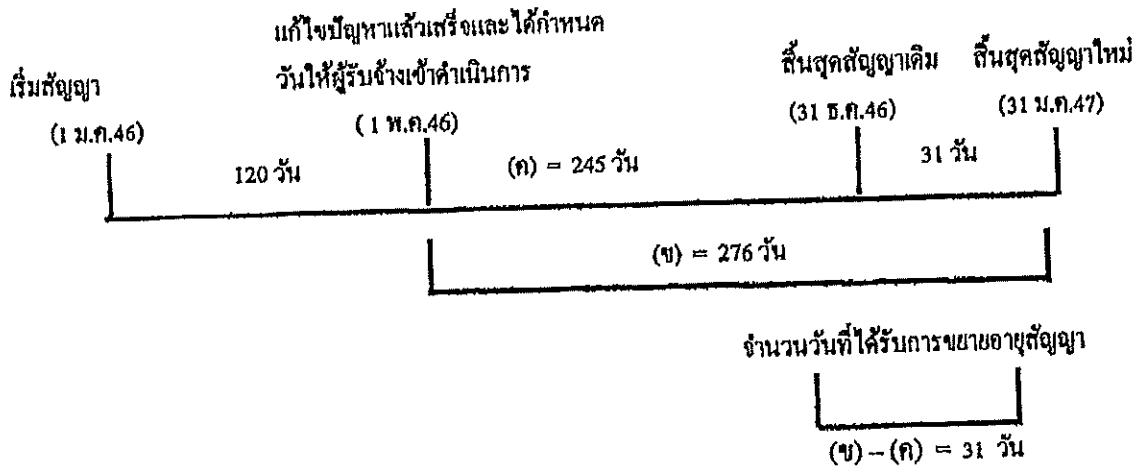 แก้ไขปัญหาแล้วเสร็จและได้กำหนด
วันให้ผู้รับจ้างเข้าดำเนินการ
เริ่มสัญญา
สิ้นสุดสัญญาเดิม
สิ้นสุดสัญญาใหม่
(1 ม.ค.46)
(1 พ.ค.46)
(31 ธ.ค.46)
(31 ม.ค.47)
120 วัน
(ค) = 245 วัน
31 วัน
(ข) = 276 วัน
จำนวนวันที่ได้รับการขยายอายุสัญญา
(ข) – (ค) = 31 วัน